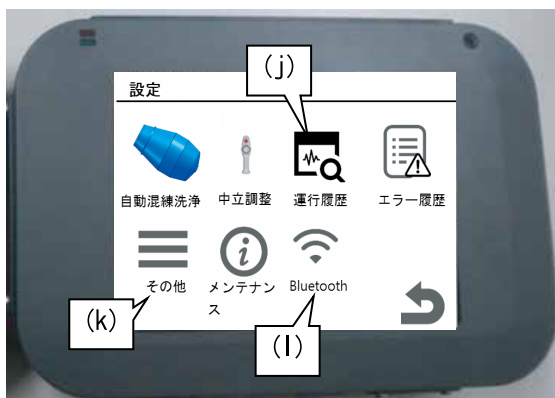 (j)
設定
自動混練洗浄 中立調整 運行履歴 エラー履歴
その他 メンテナン Bluetooth
ス
(k)
(l)